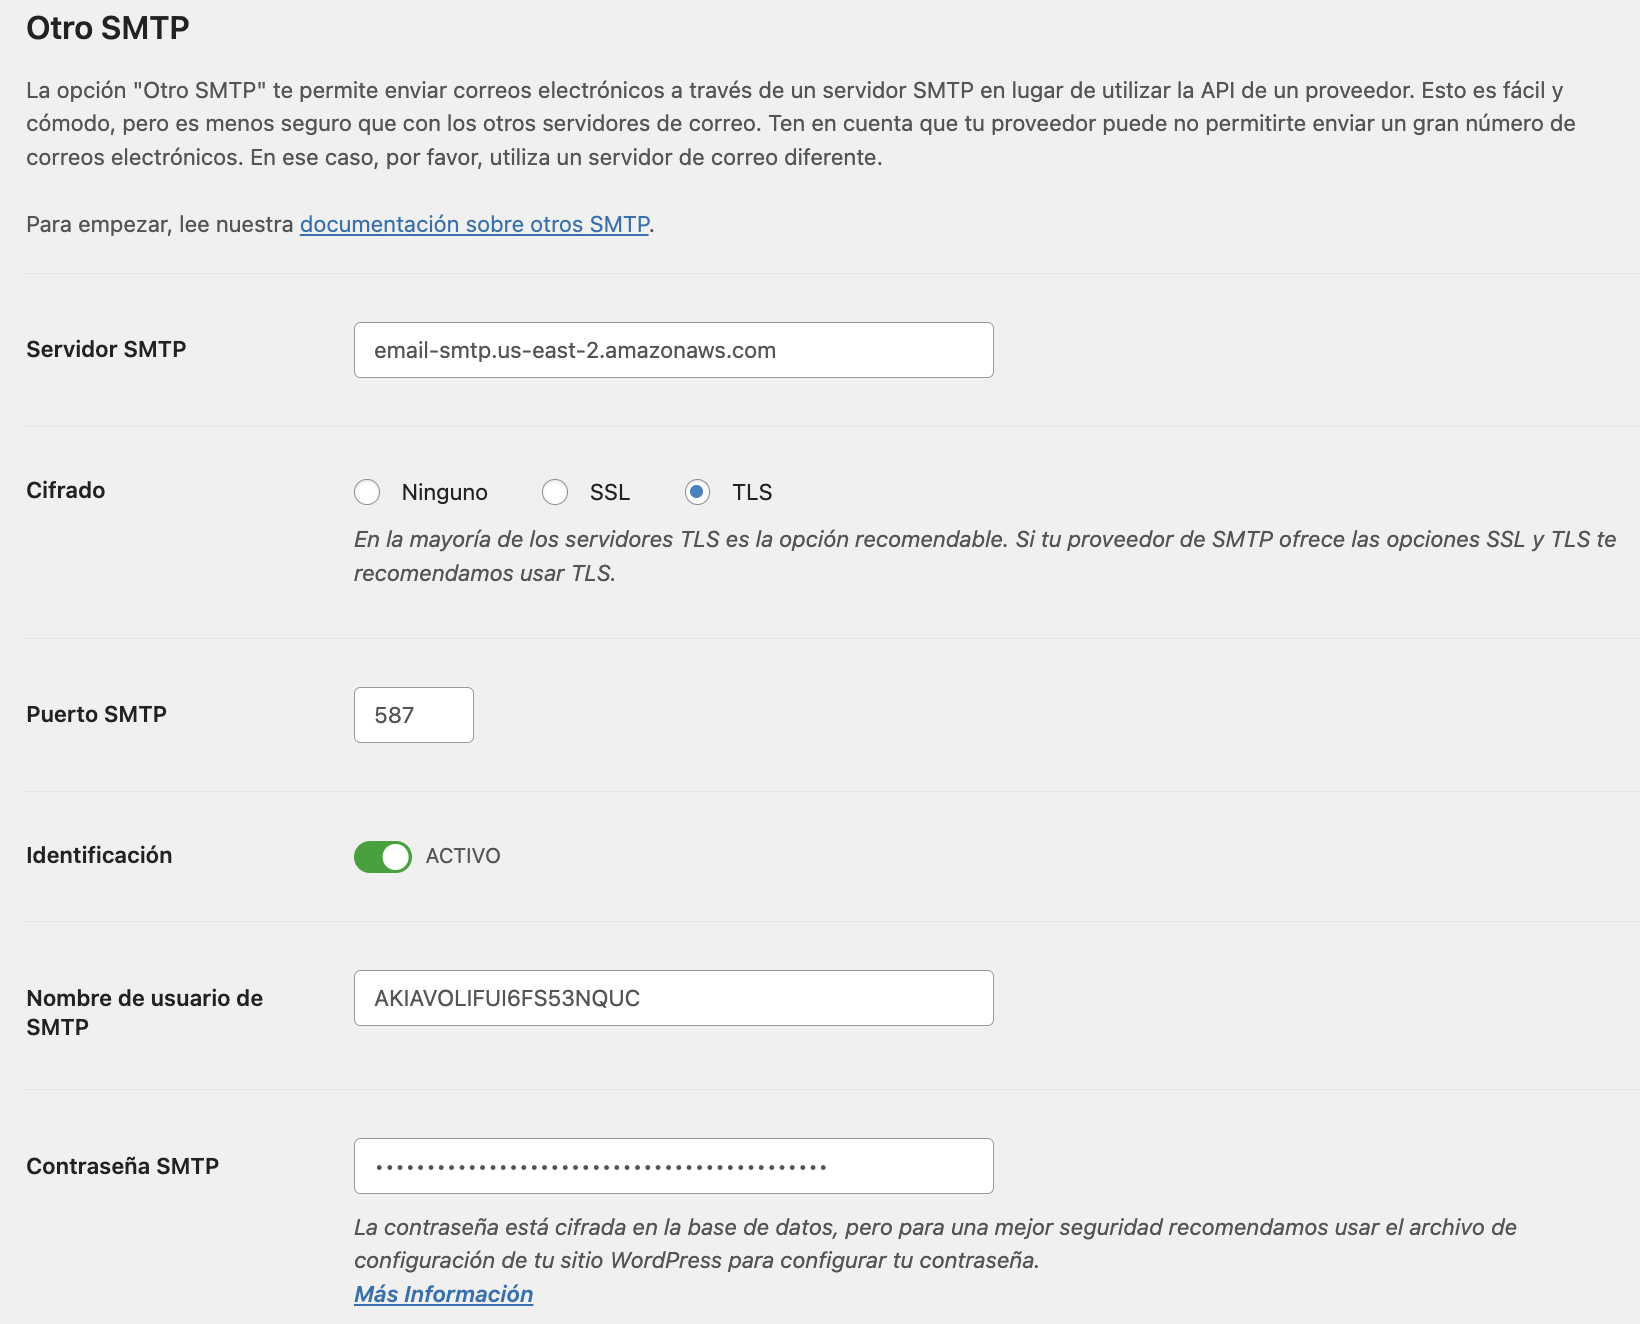 Otro SMTP
La opción "Otro SMTP" te permite enviar correos electrónicos a través de un servidor SMTP en lugar de utilizar la API de un proveedor. Esto es fácil y
cómodo, pero es menos seguro que con los otros servidores de correo. Ten en cuenta que tu proveedor puede no permitirte enviar un gran número de
correos electrónicos. En ese caso, por favor, utiliza un servidor de correo diferente.
Para empezar, lee nuestra documentación sobre otros SMTP.
Servidor SMTP
email-smtp.us-east-2.amazonaws.com
Cifrado
Ninguno SSL TLS
En la mayoría de los servidores TLS es la opción recomendable. Si tu proveedor de SMTP ofrece las opciones SSL y TLS te
recomendamos usar TLS.
Puerto SMTP
587
Identificación
ACTIVO
Nombre de usuario de
SMTP
AKIAVOLIFUI6FS53NQUC
Contraseña SMTP
••••••••••••••••••••••••••••••••••••••••••••
La contraseña está cifrada en la base de datos, pero para una mejor seguridad recomendamos usar el archivo de
configuración de tu sitio WordPress para configurar tu contraseña.
Más Información